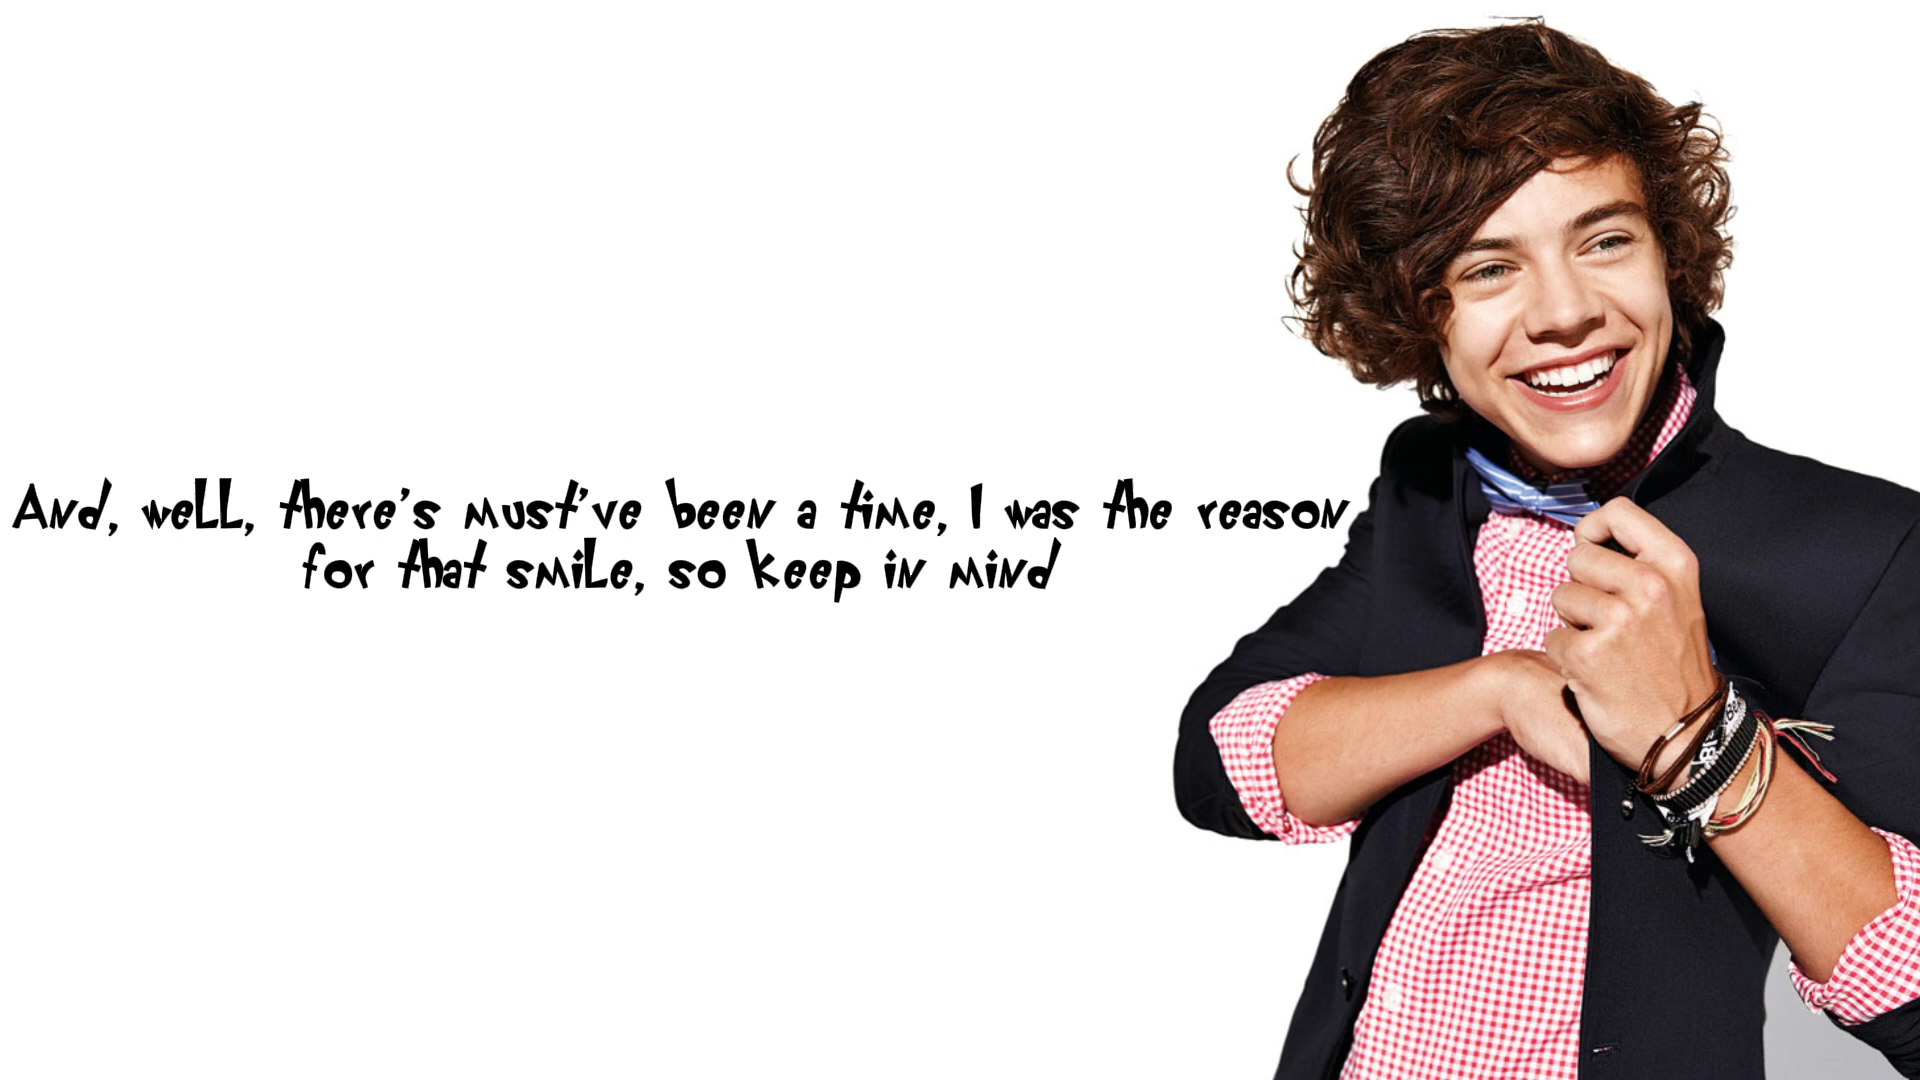 And, well, there's must've been a time, I was the reason
for that smile, so keep in mind